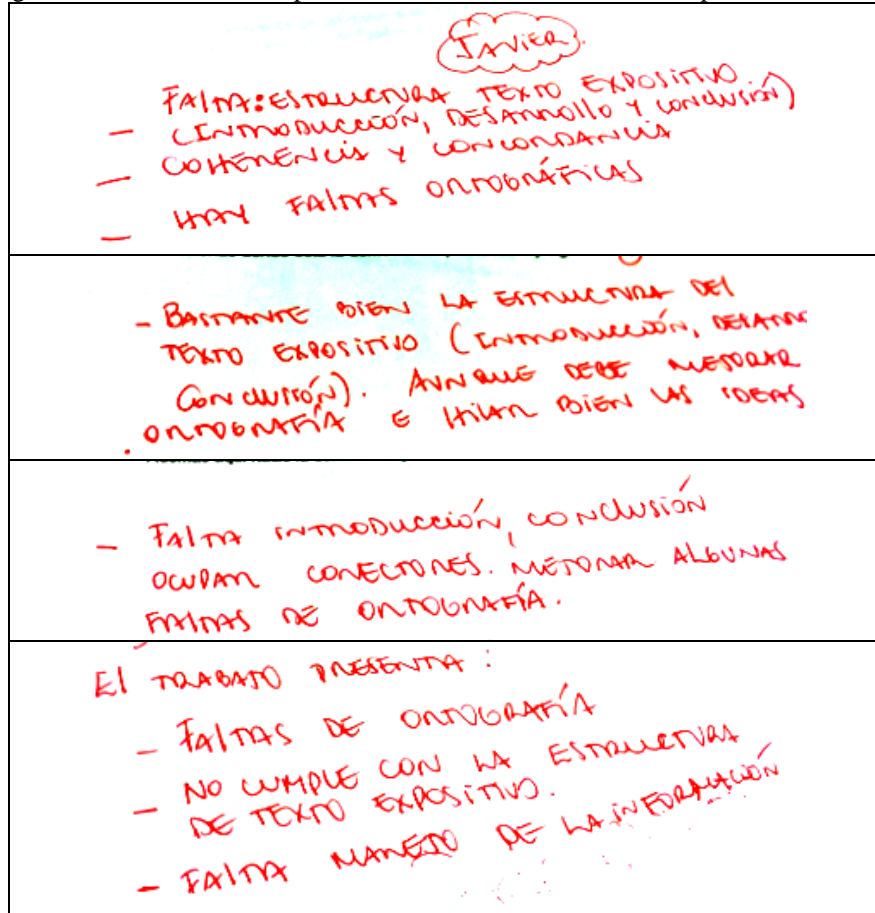 JAVIER
FALTA: ESTRUCTURA TEXTO EXPOSITIVO.
– (INTRODUCCIÓN, DESARROLLO Y CONCLUSIÓN)
– COHERENCIA Y CONCORDANCIA
– HAY FALTAS ORTOGRÁFICAS
– BASTANTE BIEN LA ESTRUCTURA DEL
TEXTO EXPOSITIVO (INTRODUCCIÓN,
CONCLUSIÓN). AUNQUE DEBE MEJORAR
ORTOGRAFÍA E HILAR BIEN LAS IDEAS
– FALTA INTRODUCCIÓN, CONCLUSIÓN
OCUPAR CONECTORES. MEJORAR ALGUNAS
FALTAS DE ORTOGRAFÍA.
El TRABAJO PRESENTA:
– FALTAS DE ORTOGRAFÍA
– NO CUMPLE CON LA ESTRUCTURA
DE TEXTO EXPOSITIVO.
– FALTA MANEJO DE LA INFORMACIÓN